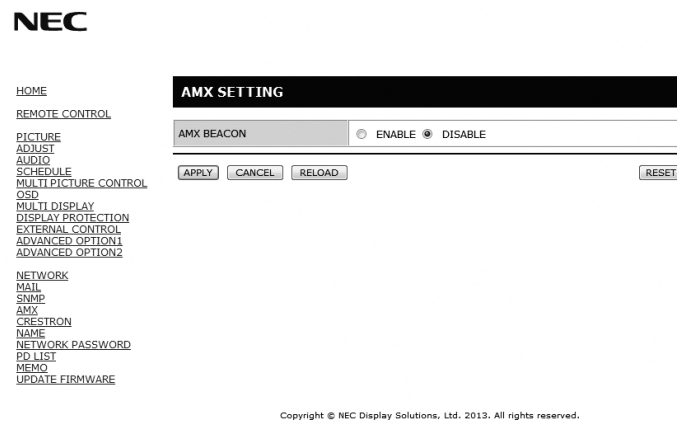 NEC
HOME
REMOTE CONTROL
PICTURE
ADJUST
AUDIO
SCHEDULE
MULTI PICTURE CONTROL
OSD
MULTI DISPLAY
DISPLAY PROTECTION
EXTERNAL CONTROL
ADVANCED OPTION1
ADVANCED OPTION2
NETWORK
MAIL
SNMP
AMX
CRESTRON
NAME
NETWORK PASSWORD
PD LIST
MEMO
UPDATE FIRMWARE
AMX SETTING
AMX BEACON ENABLE DISABLE
APPLY CANCEL RELOAD RESET
Copyright © NEC Display Solutions, Ltd. 2013. All rights reserved.